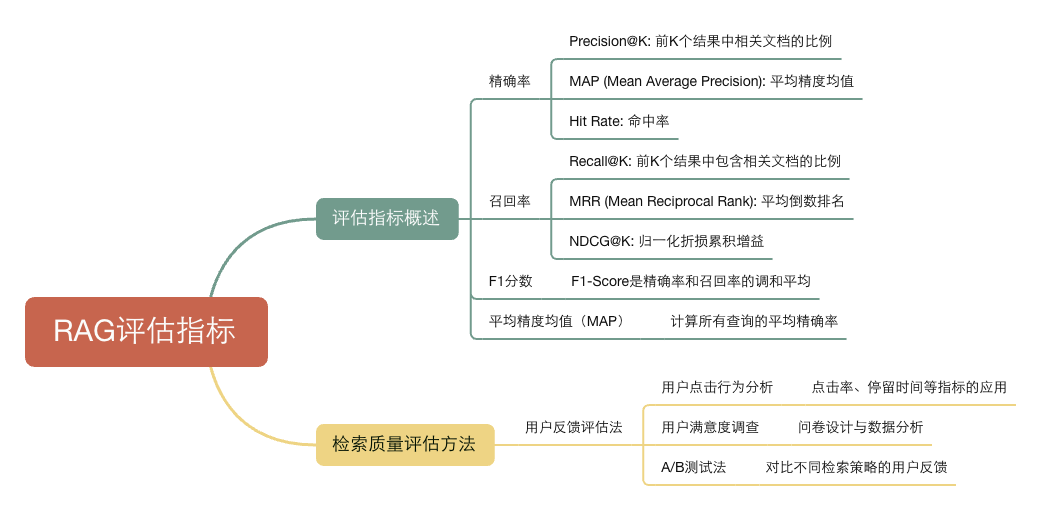 RAG评估指标
评估指标概述
精确率
Precision@K: 前K个结果中相关文档的比例
MAP (Mean Average Precision): 平均精度均值
Hit Rate: 命中率
召回率
Recall@K: 前K个结果中包含相关文档的比例
MRR (Mean Reciprocal Rank): 平均倒数排名
NDCG@K: 归一化折损累积增益
F1分数
F1-Score是精确率和召回率的调和平均
平均精度均值（MAP）
计算所有查询的平均精确率
检索质量评估方法
用户反馈评估法
用户点击行为分析
点击率、停留时间等指标的应用
用户满意度调查
问卷设计与数据分析
A/B测试法
对比不同检索策略的用户反馈